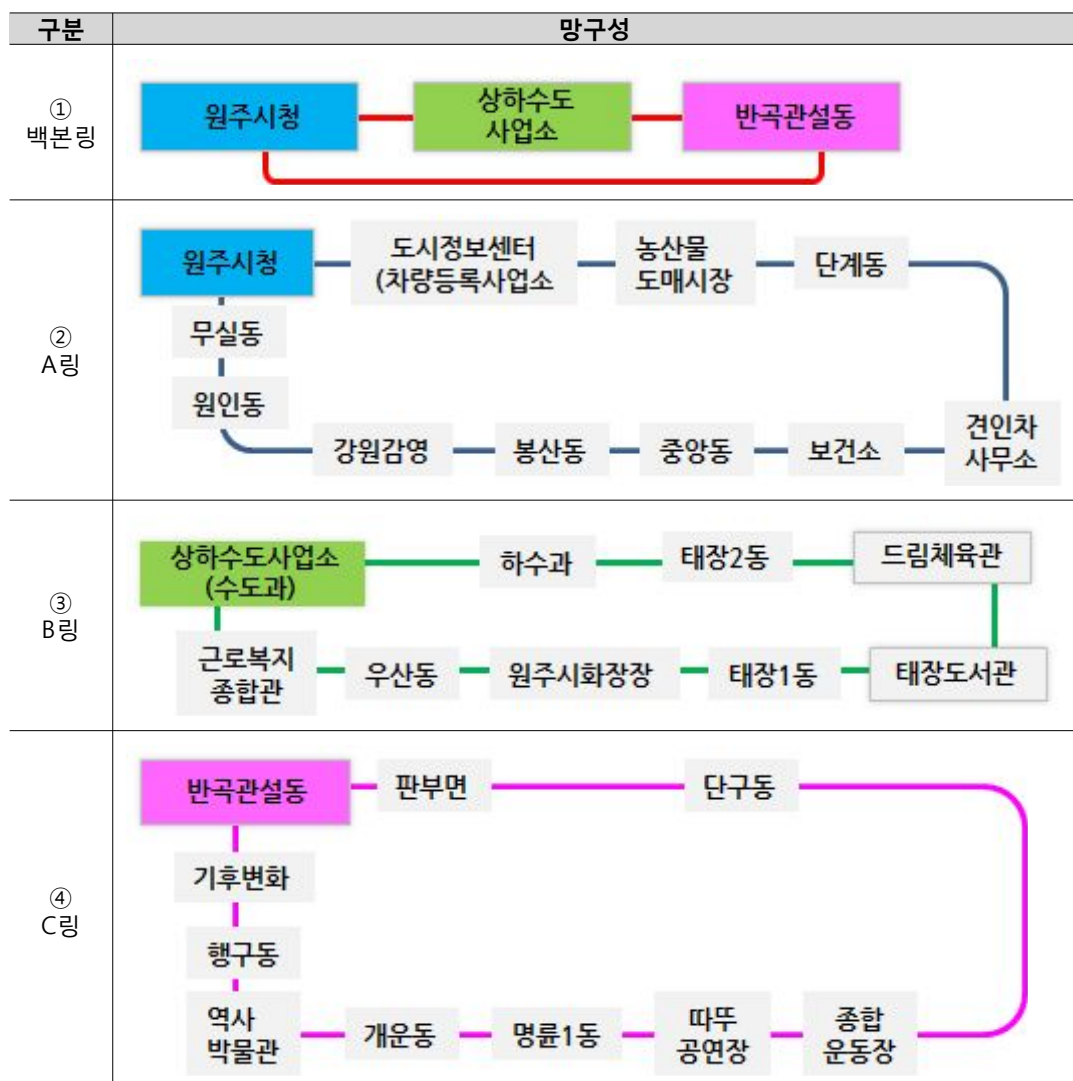 구분
망구성
①
백본링
원주시청
상하수도
사업소
반곡관설동
②
A링
원주시청
도시정보센터
(차량등록사업소
농산물
도매시장
단계동
무실동
원인동
강원감영
봉산동
중앙동
보건소
견인차
사무소
③
B링
상하수도사업소
(수도과)
하수과
태장2동
드림체육관
근로복지
종합관
우산동
원주시화장장
태장1동
태장도서관
④
C링
반곡관설동
판부면
단구동
기후변화
행구동
역사
박물관
개운동
명륜1동
따뚜
공연장
종합
운동장